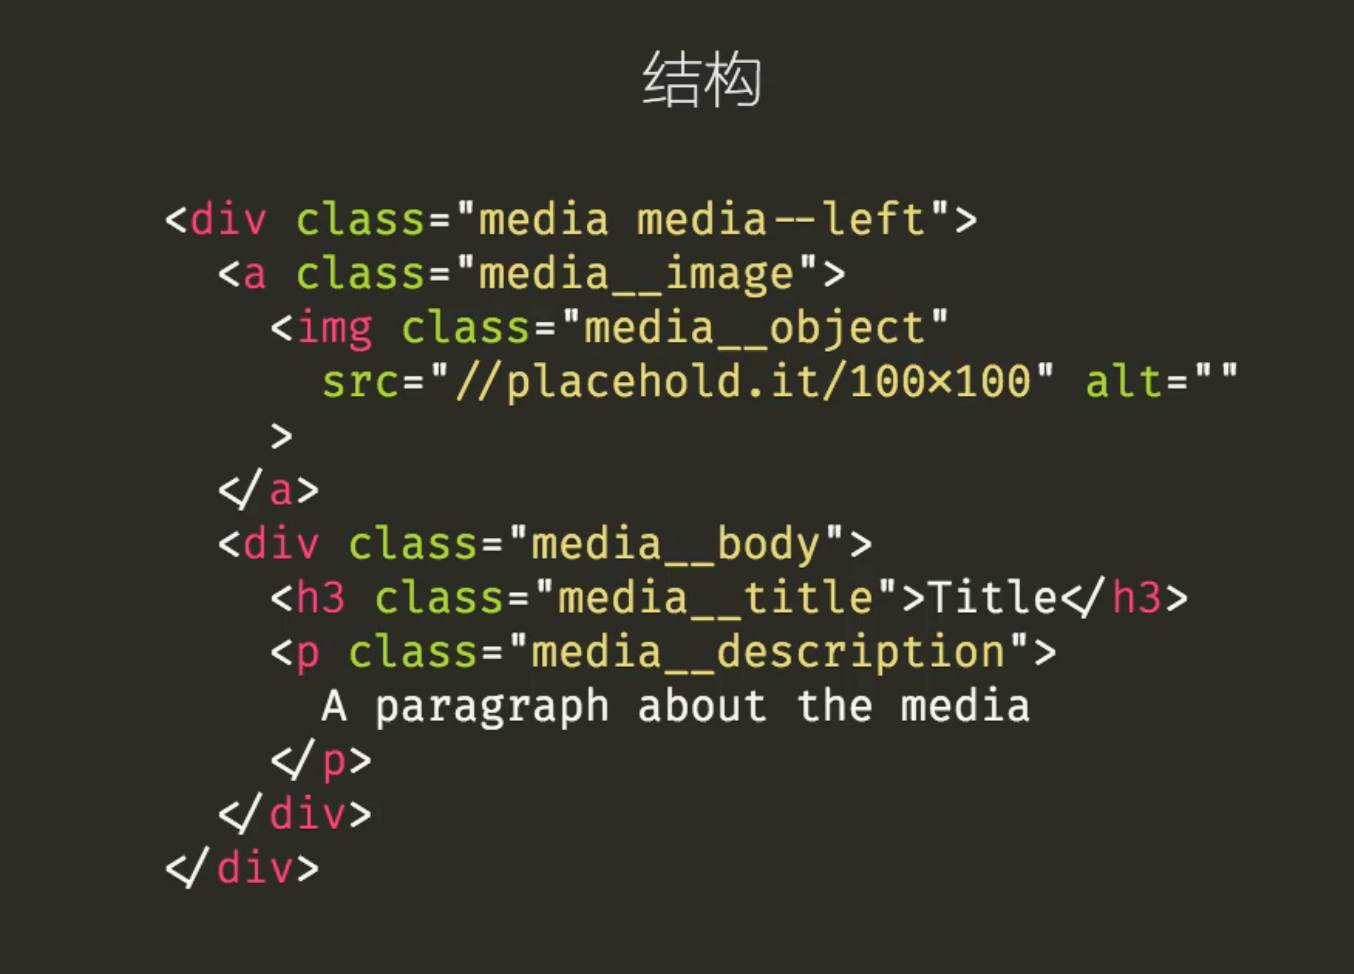 结构
<div class="media media--left">
<a class="media__image">
<img class="media__object"
src="//placehold.it/100x100" alt=""
>
</a>
<div class="media__body">
<h3 class="media__title">Title</h3>
<p class="media__description">
A paragraph about the media
</p>
</div>
</div>